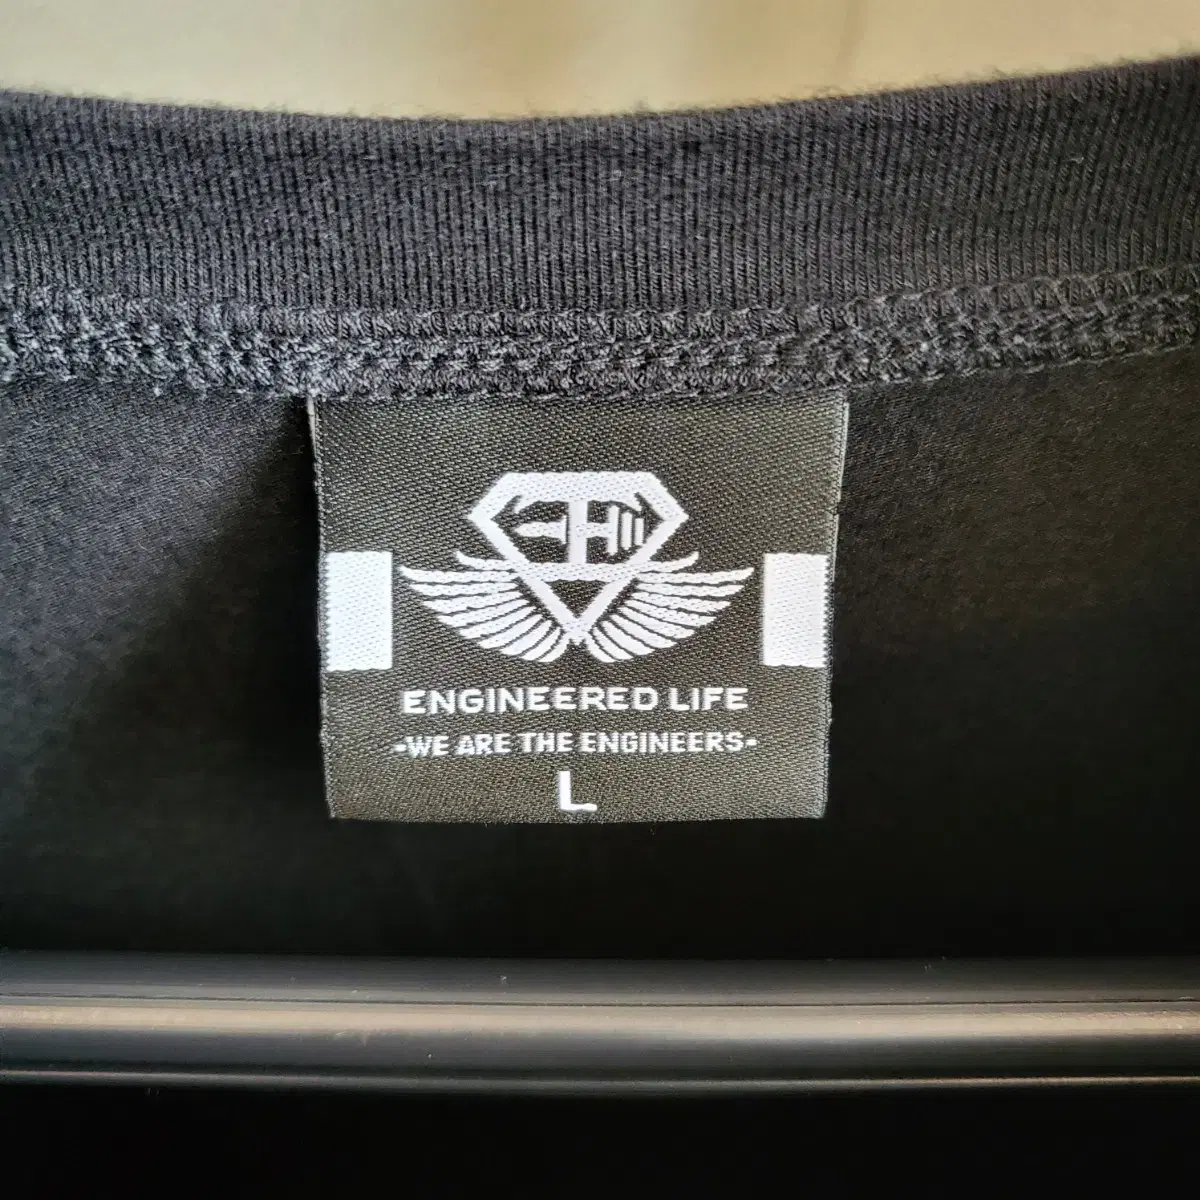 ENGINEERED LIFE
-WE ARE THE ENGINEERS-
L